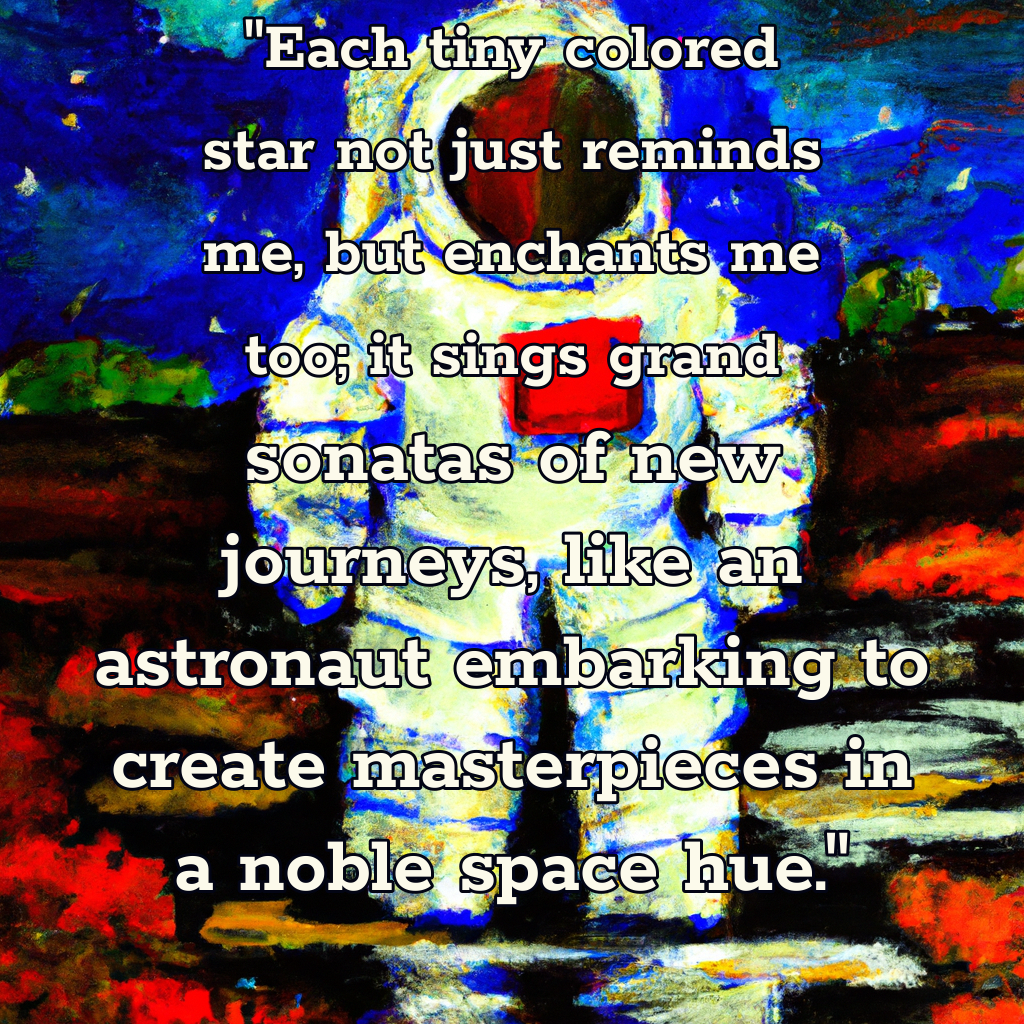 "Each tiny colored
star not just reminds
me, but enchants me
too; it sings grand
sonatas of new
journeys, like an
astronaut embarking to
create masterpieces in
a noble space hue."